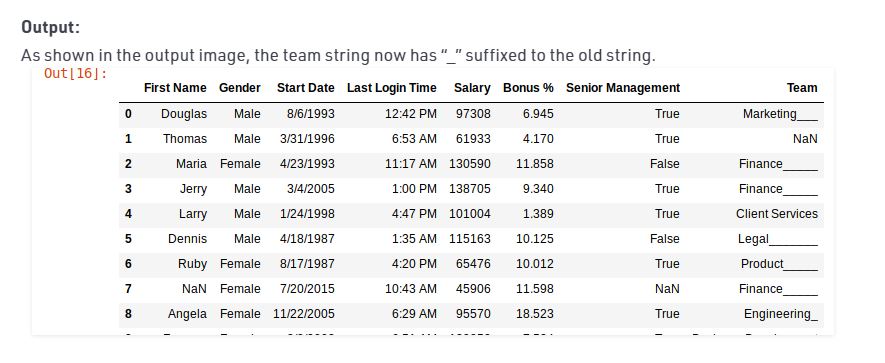 Output:
As shown in the output image, the team string now has “_” suffixed to the old string.
Out[16]:
First Name Gender Start Date Last Login Time Salary Bonus % Senior Management Team
0 Douglas Male 8/6/1993 12:42 PM 97308 6.945 True Marketing___
1 Thomas Male 3/31/1996 6:53 AM 61933 4.170 True NaN
2 Maria Female 4/23/1993 11:17 AM 130590 11.858 False Finance_____
3 Jerry Male 3/4/2005 1:00 PM 138705 9.340 True Finance_____
4 Larry Male 1/24/1998 4:47 PM 101004 1.389 True Client Services
5 Dennis Male 4/18/1987 1:35 AM 115163 10.125 False Legal_______
6 Ruby Female 8/17/1987 4:20 PM 65476 10.012 True Product_____
7 NaN Female 7/20/2015 10:43 AM 45906 11.598 NaN Finance_____
8 Angela Female 11/22/2005 6:29 AM 95570 18.523 True Engineering_